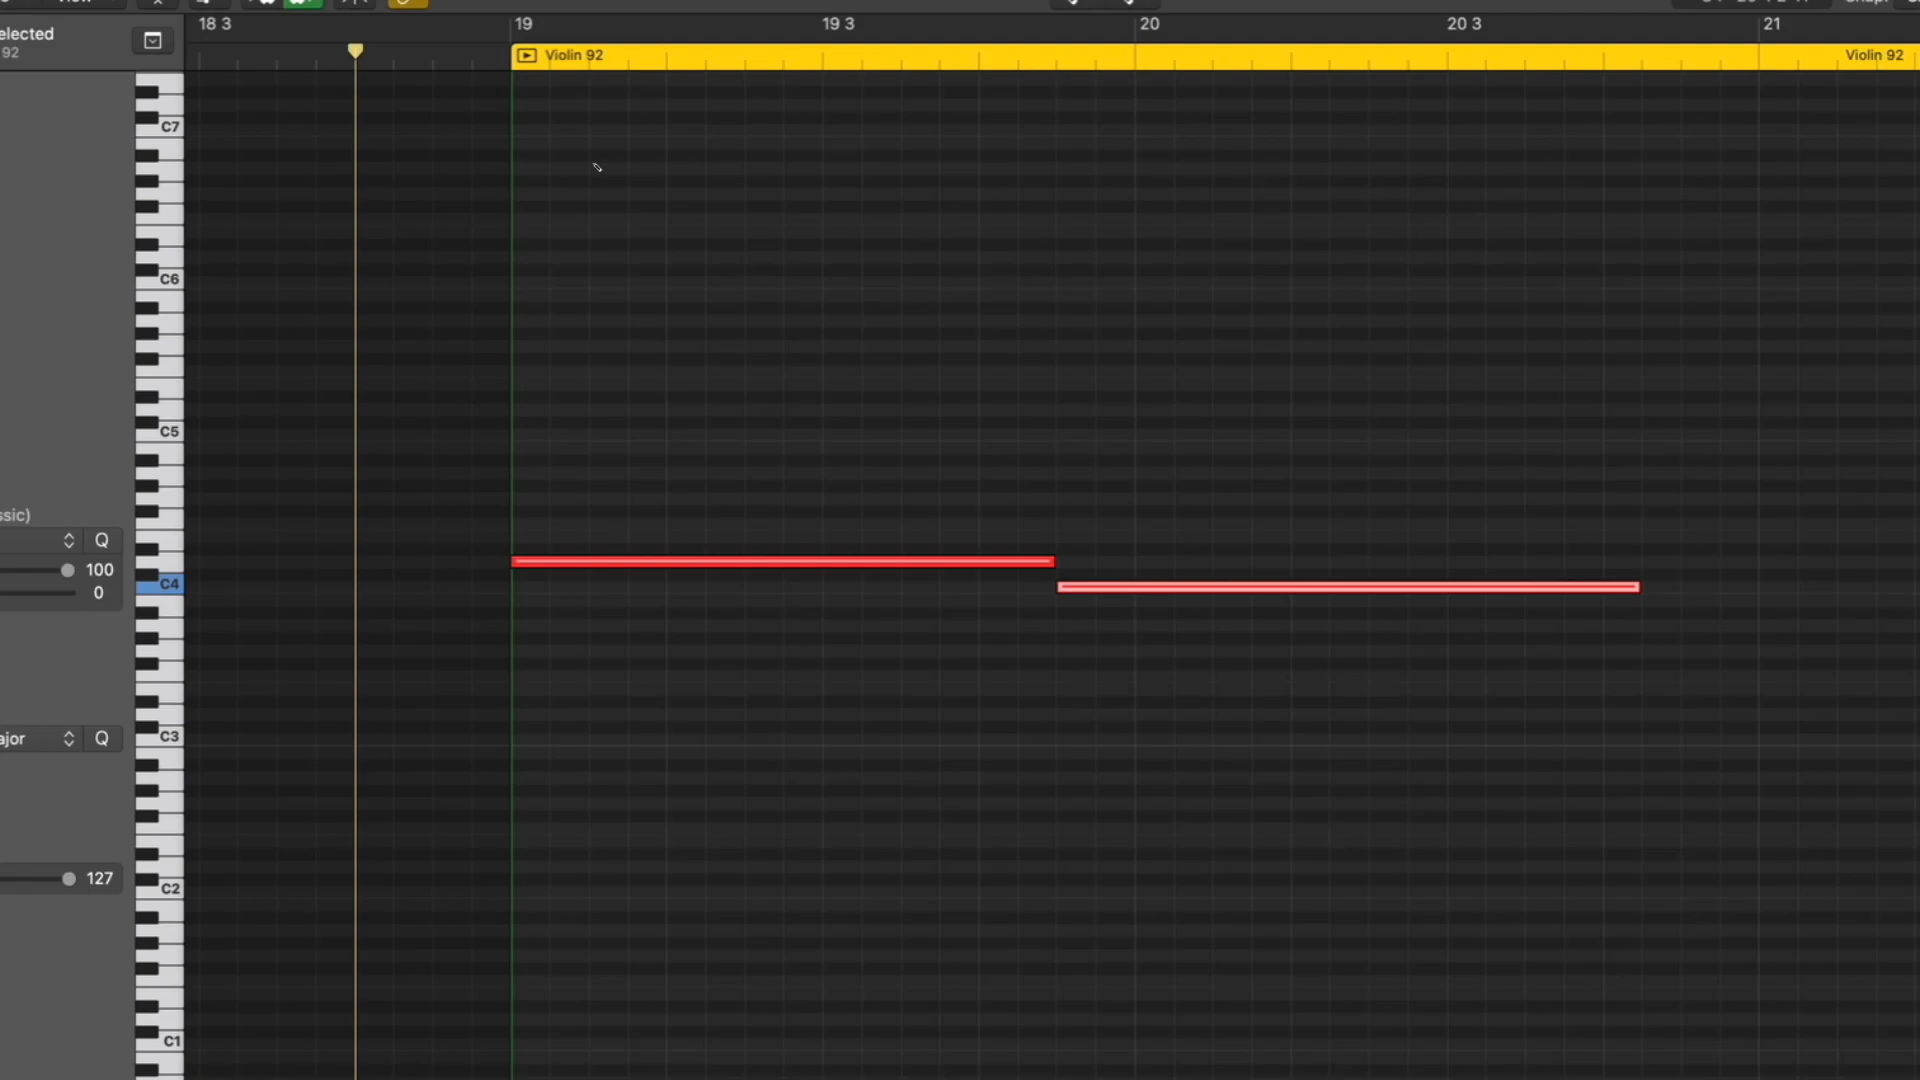 18 3 19 19 3 20 20 3 21
elected
92
Violin 92 Violin 92
C7
C6
C5
ssic)
Q
100
C4
0
C3
ajor Q
127
C2
C1